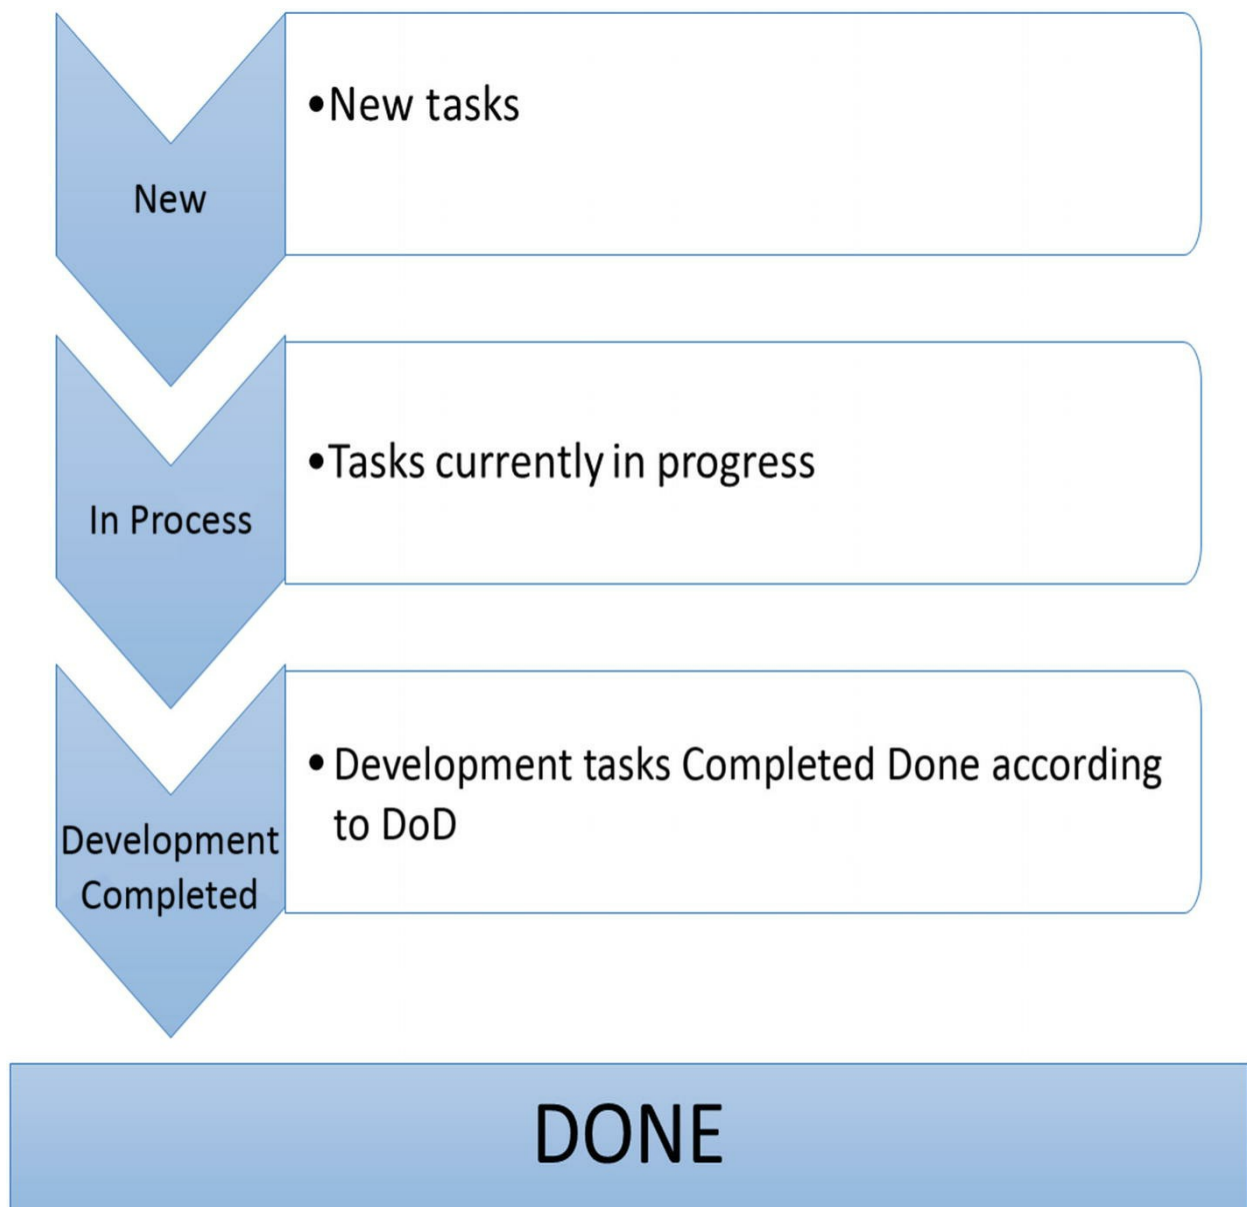 New
•New tasks
In Process
•Tasks currently in progress
Development
Completed
• Development tasks Completed Done according
to DoD
DONE